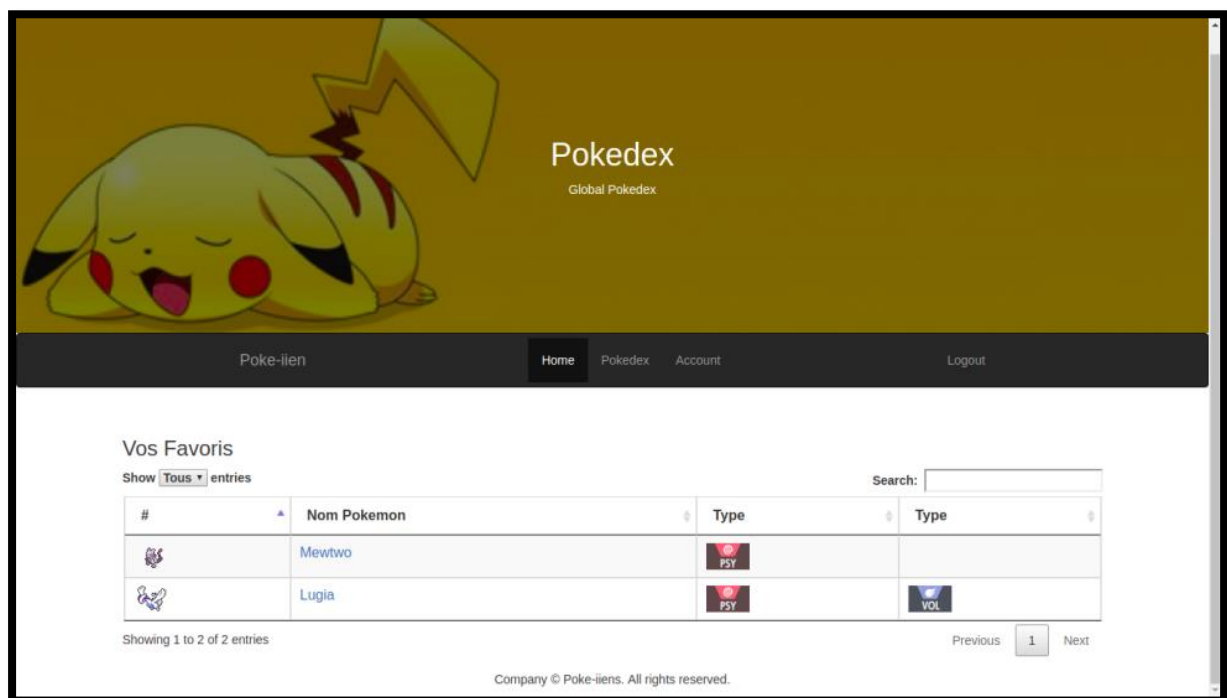 Pokedex
Global Pokedex
Poke-iien Home Pokedex Account Logout
Vos Favoris
Show Tous entries Search:
# Nom Pokemon Type Type
Mewtwo PSY
Lugia PSY VOL
Showing 1 to 2 of 2 entries Previous 1 Next
Company © Poke-iiens. All rights reserved.